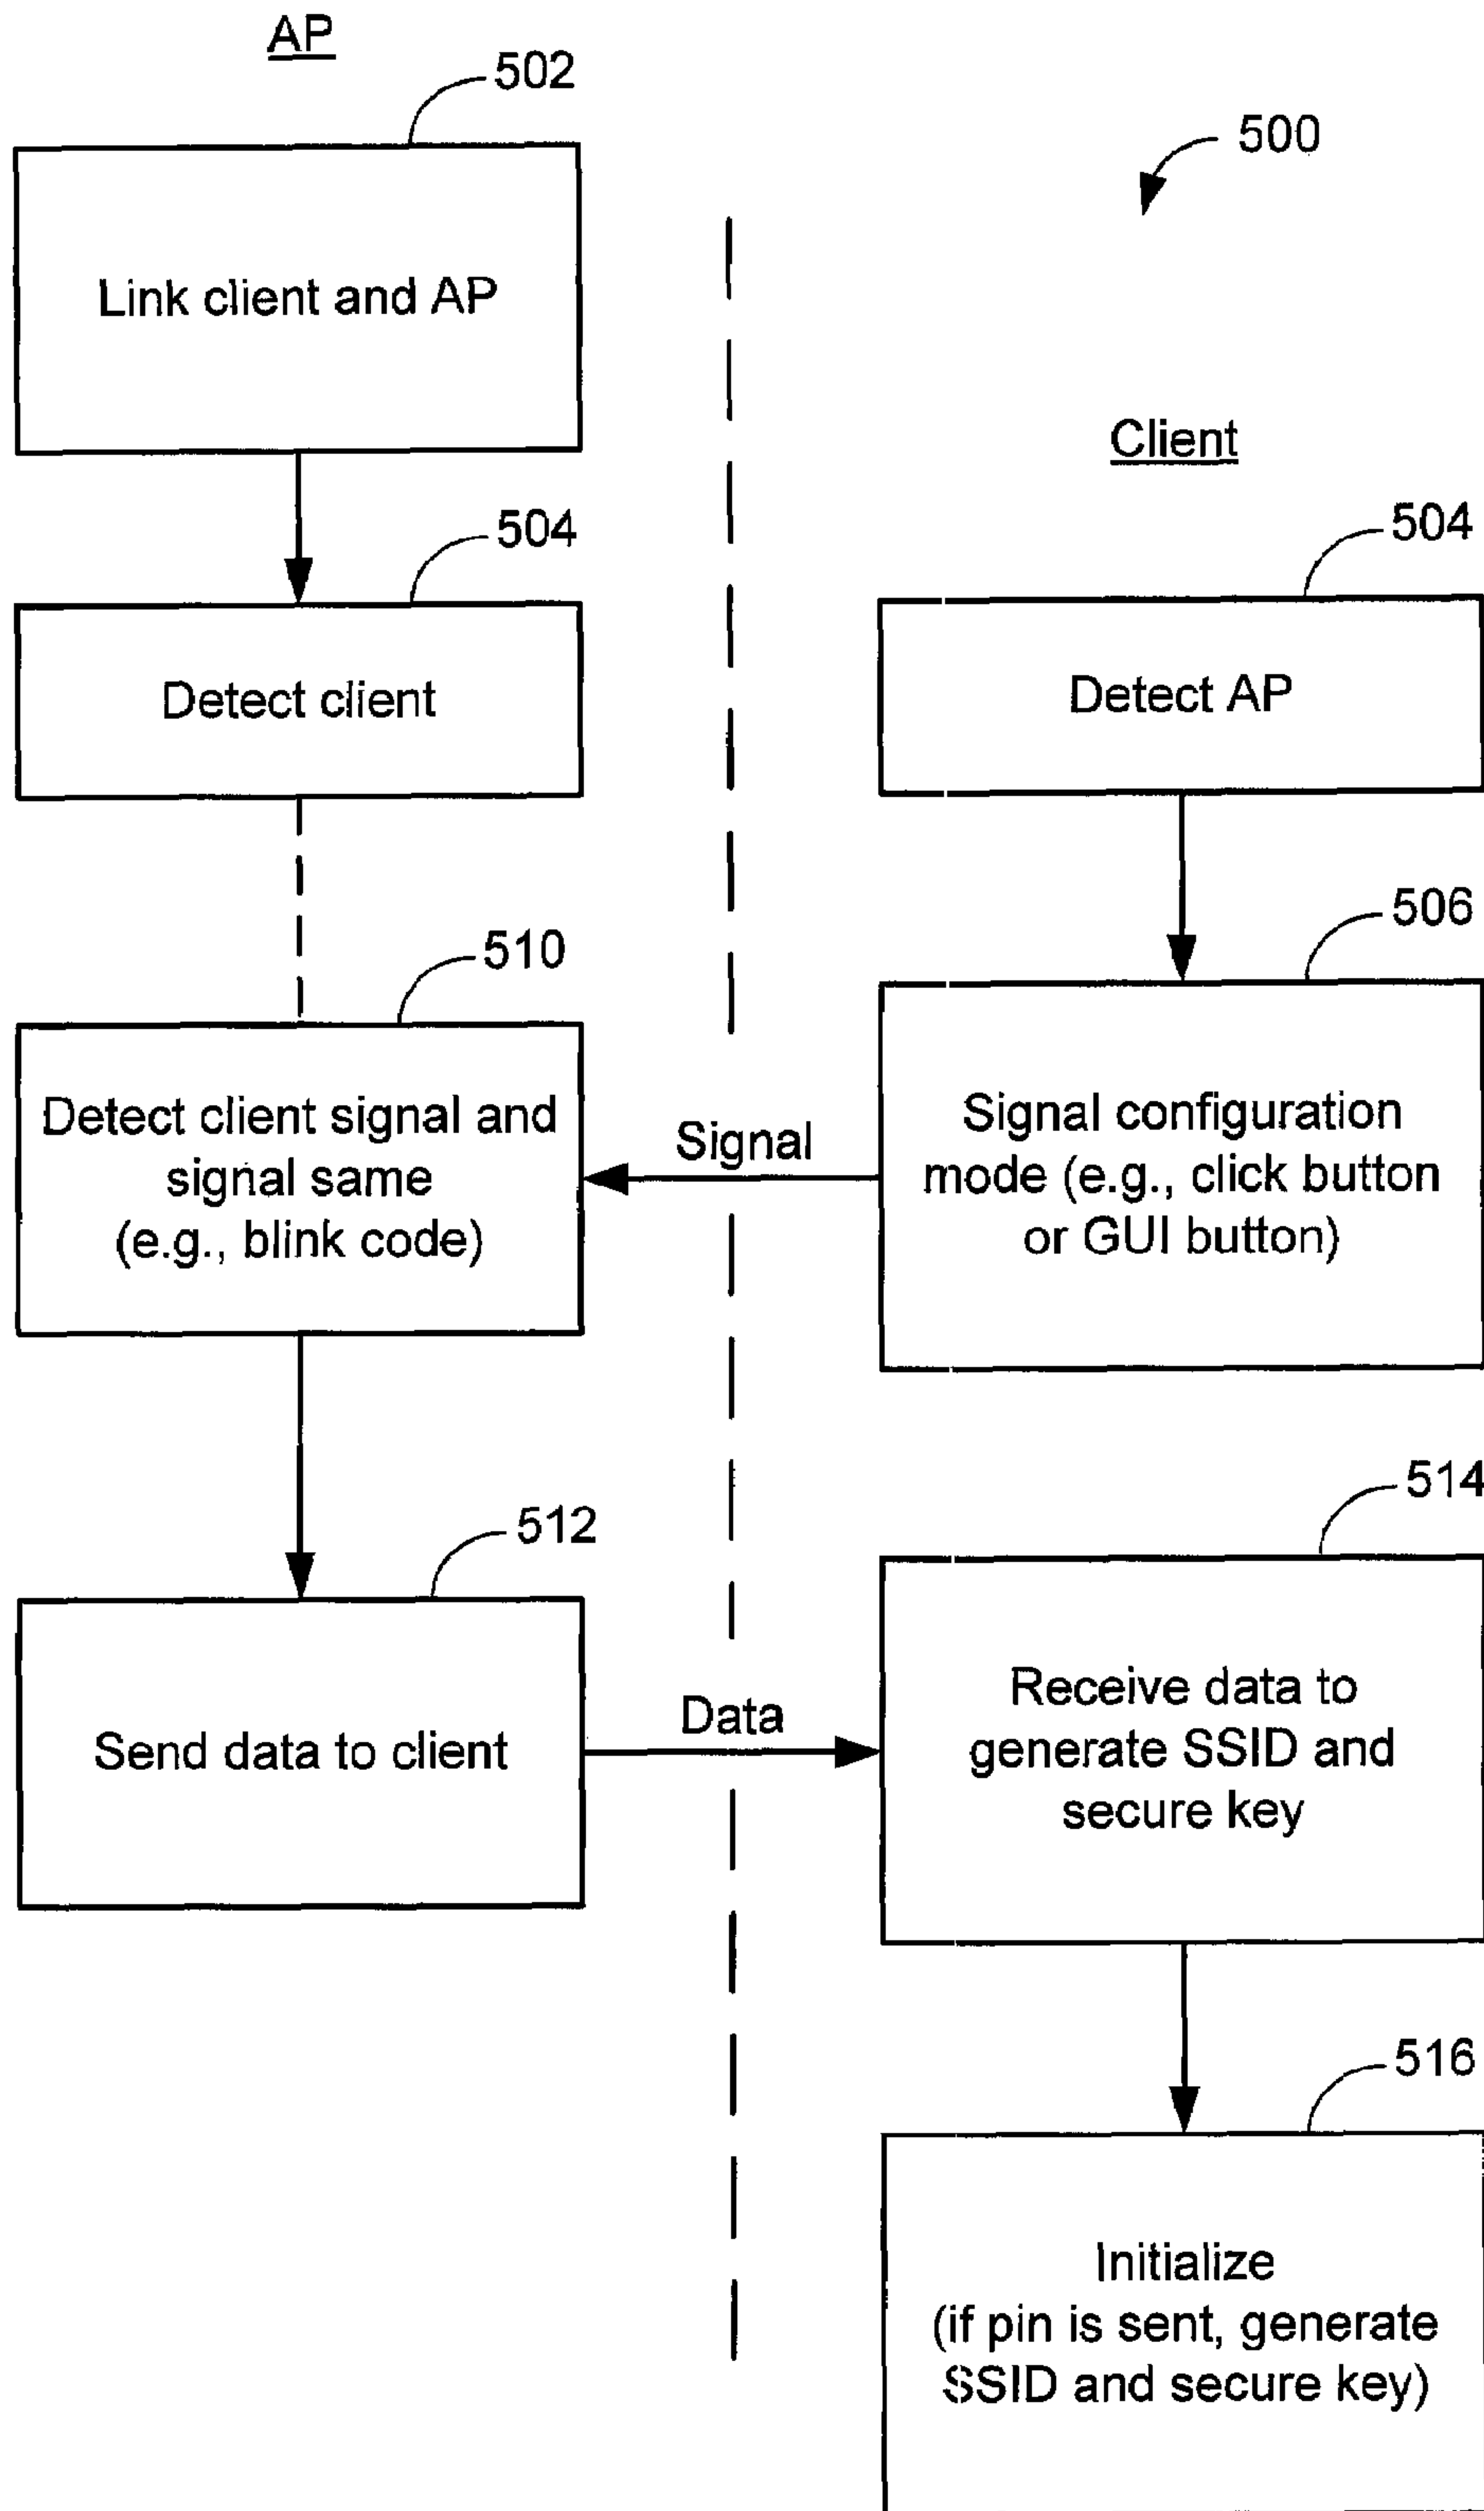 AP
502
500
Link client and AP
Client
504
504
Detect client
Detect AP
506
510
Detect client signal and
signal same
(e.g., blink code)
Signal
Signal configuration
mode (e.g., click button
or GUI button)
514
512
Send data to client
Data
Receive data to
generate SSID and
secure key
516
Initialize
(if pin is sent, generate
SSID and secure key)